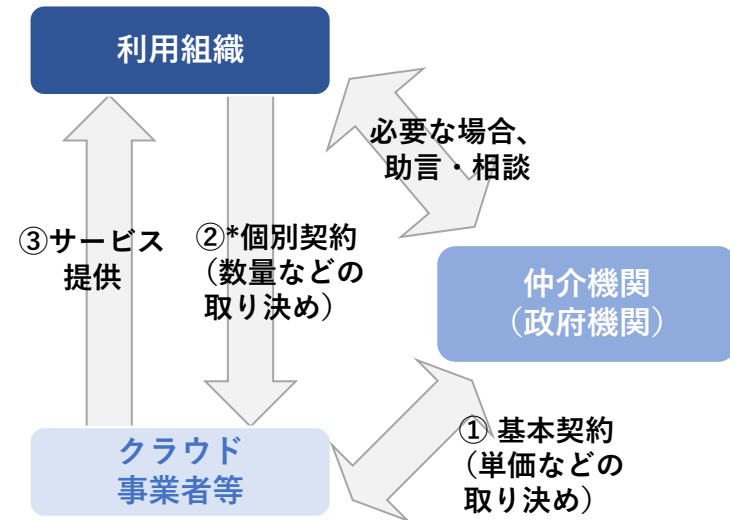 利用組織
必要な場合、
助言・相談
③サービス
提供
②*個別契約
（数量などの
取り決め）
仲介機関
（政府機関）
クラウド
事業者等
① 基本契約
（単価などの
取り決め）